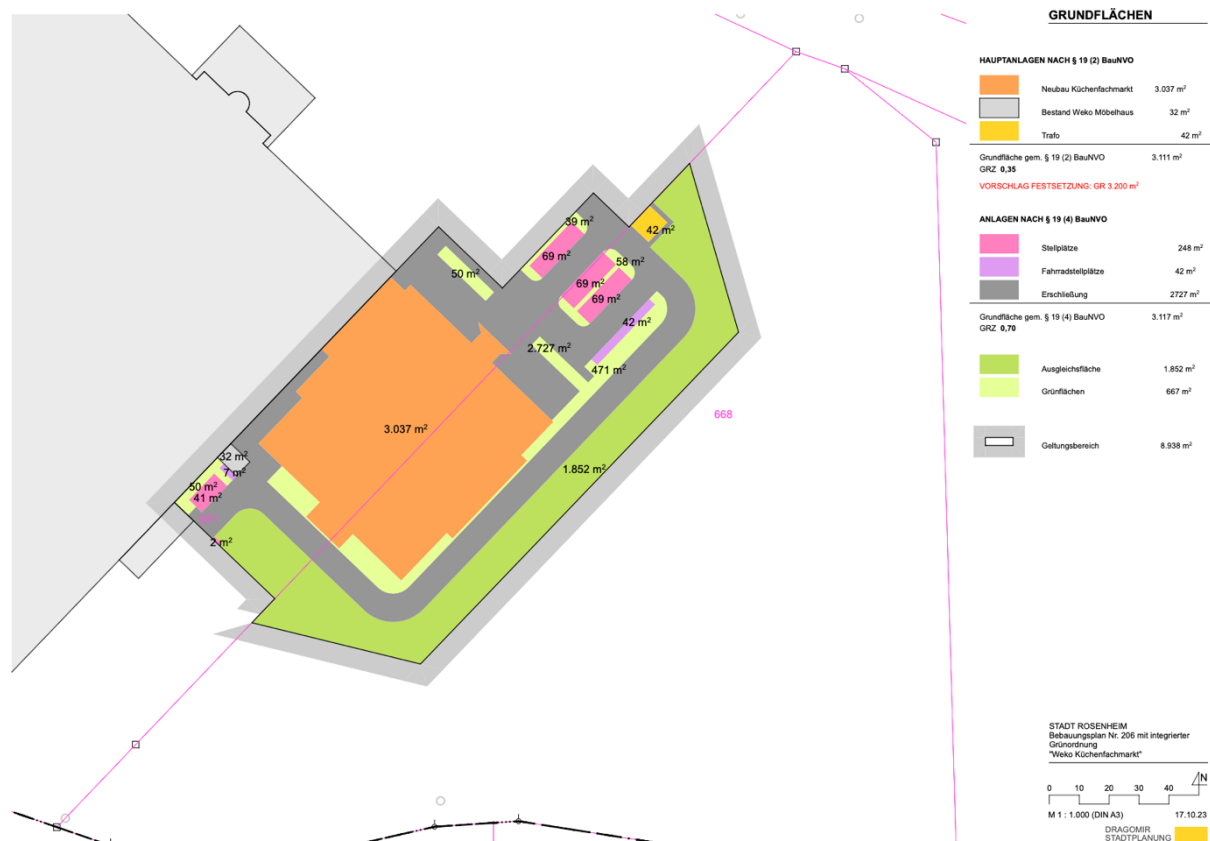 GRUNDFLÄCHEN
HAUPTANLAGEN NACH § 19 (2) BauNVO
Neubau Küchenfachmarkt 3.037 m²
Bestand Weko Möbelhaus 32 m²
Trafo 42 m²
Grundfläche gem. § 19 (2) BauNVO 3.111 m²
GRZ 0,35
VORSCHLAG FESTSETZUNG: GR 3.200 m²
ANLAGEN NACH § 19 (4) BauNVO
Stellplätze 248 m²
Fahrradstellplätze 42 m²
Erschließung 2727 m²
Grundfläche gem. § 19 (4) BauNVO 3.117 m²
GRZ 0,70
Ausgleichsfläche 1.852 m²
Grünflächen 667 m²
Geltungsbereich 8.938 m²
39 m²
42 m²
69 m²
58 m²
50 m²
69 m²
69 m²
42 m²
2.727 m²
471 m²
668
3.037 m²
32 m²
1.852 m²
7 m²
50 m²
41 m²
2 m²
STADT ROSENHEIM
Bebauungsplan Nr. 206 mit integrierter
Grünordnung
"Weko Küchenfachmarkt"
N
0 10 20 30 40
M 1 : 1.000 (DIN A3) 17.10.23
DRAGOMIR
STADTPLANUNG